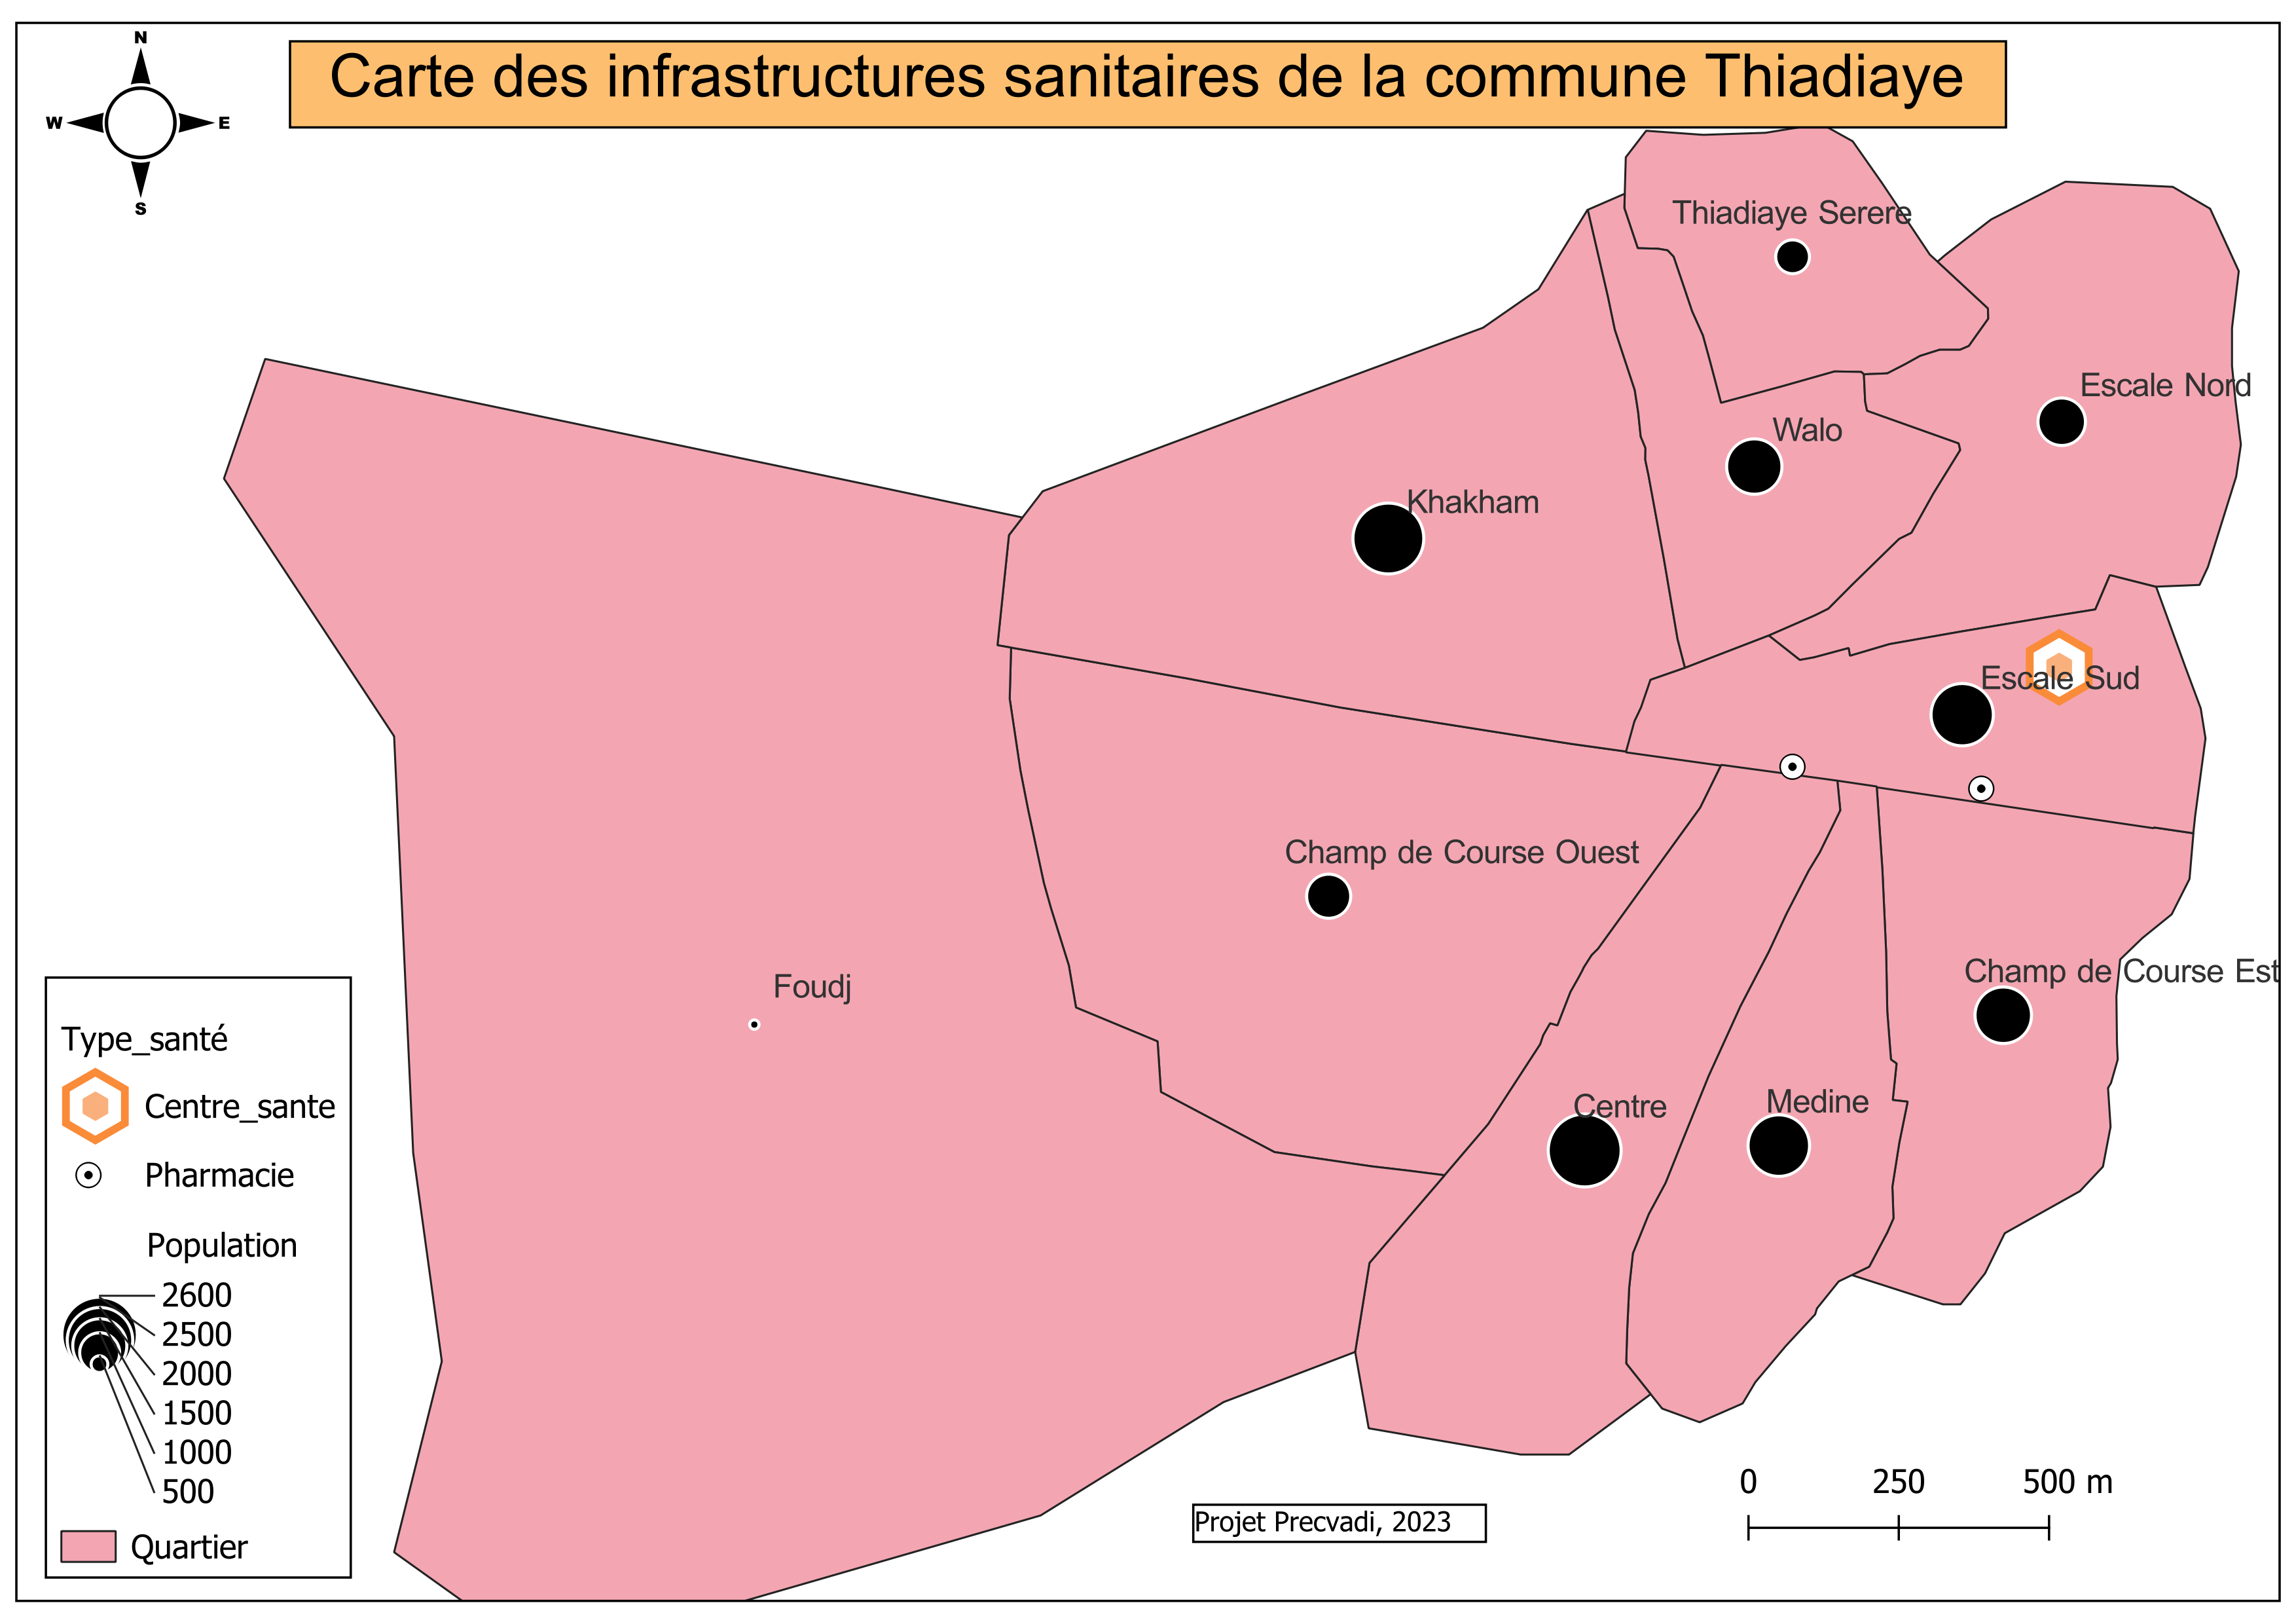 N
Carte des infrastructures sanitaires de la commune Thiadiaye
W
E
S
Thiadiaye Serere
Escale Nord
Walo
Khakham
Escale Sud
Champ de Course Ouest
Champ de Course Est
Foudj
Centre
Medine
Type_santé
Centre_sante
Pharmacie
Population
2600
2500
2000
1500
1000
500
Quartier
Projet Precvadi, 2023
0 250 500 m